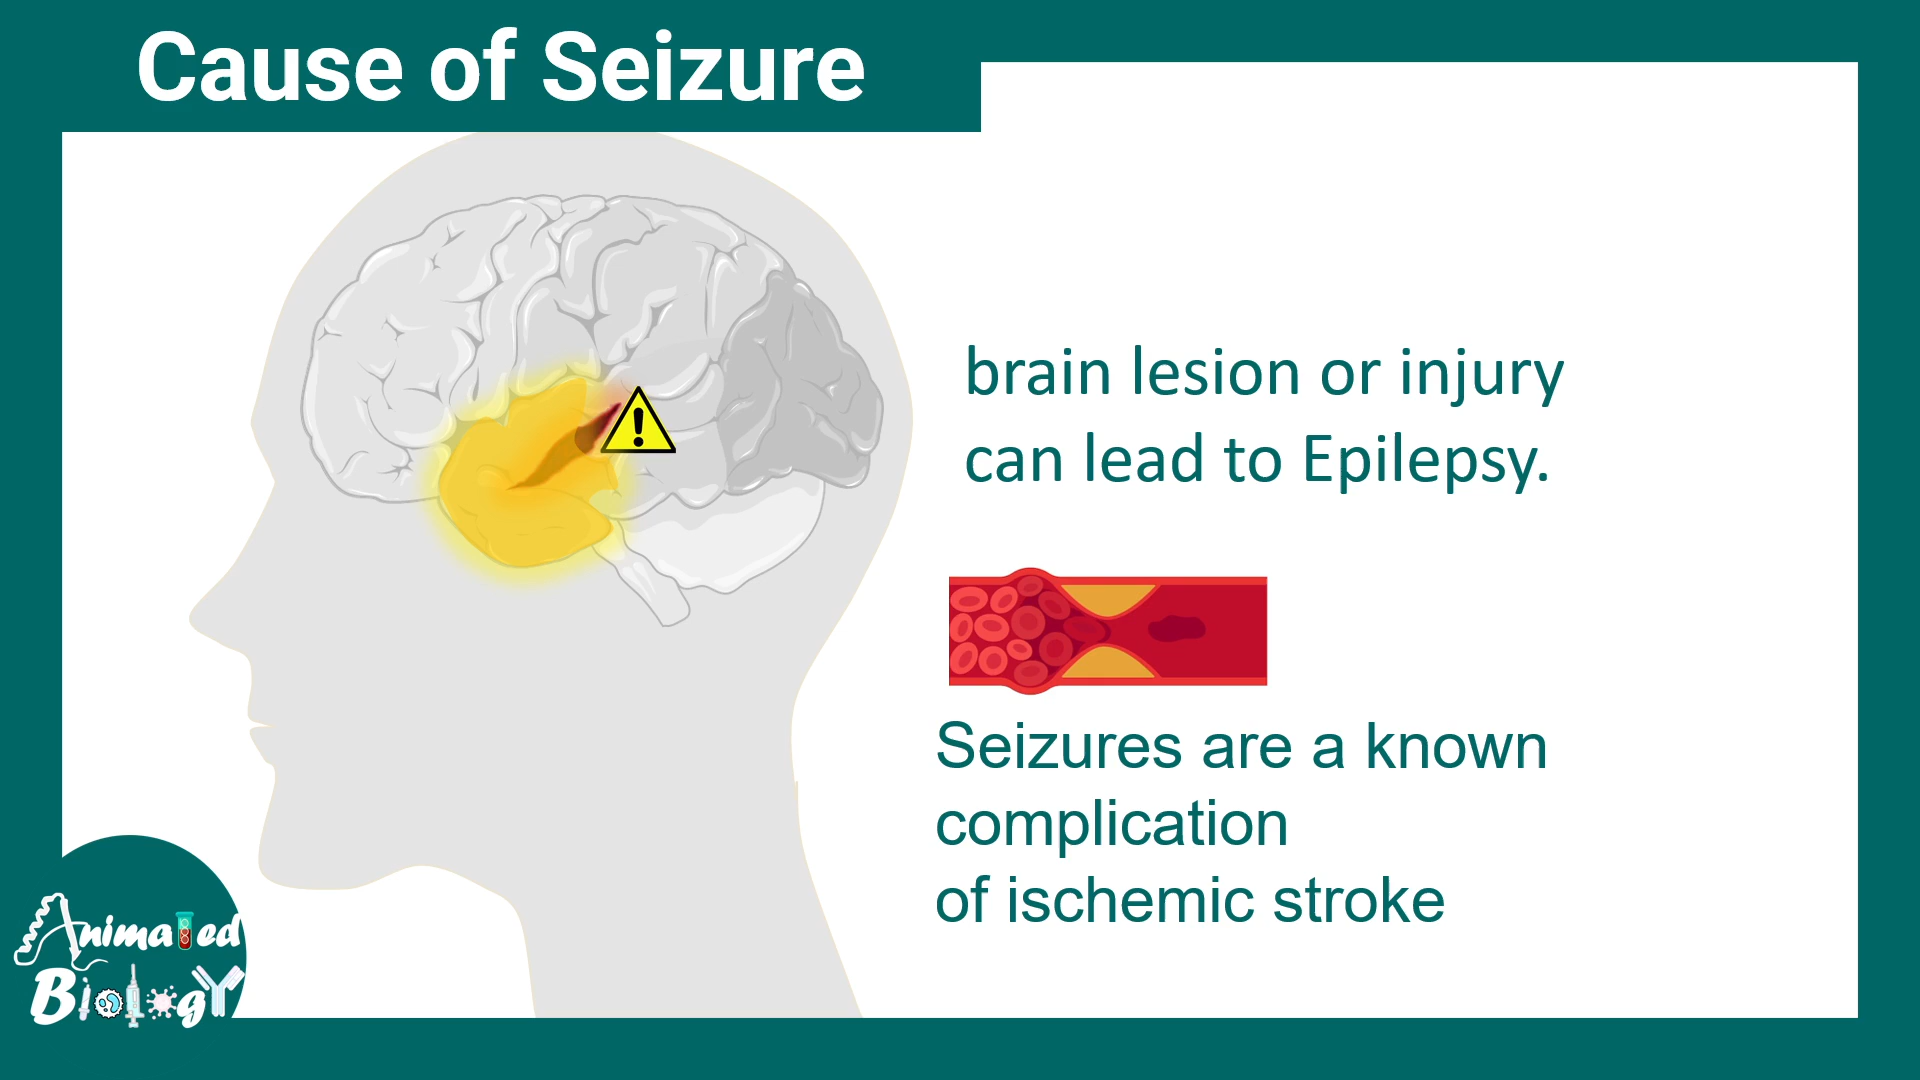 Cause of Seizure
brain lesion or injury
can lead to Epilepsy.
Seizures are a known
complication
of ischemic stroke
Animated
Biology